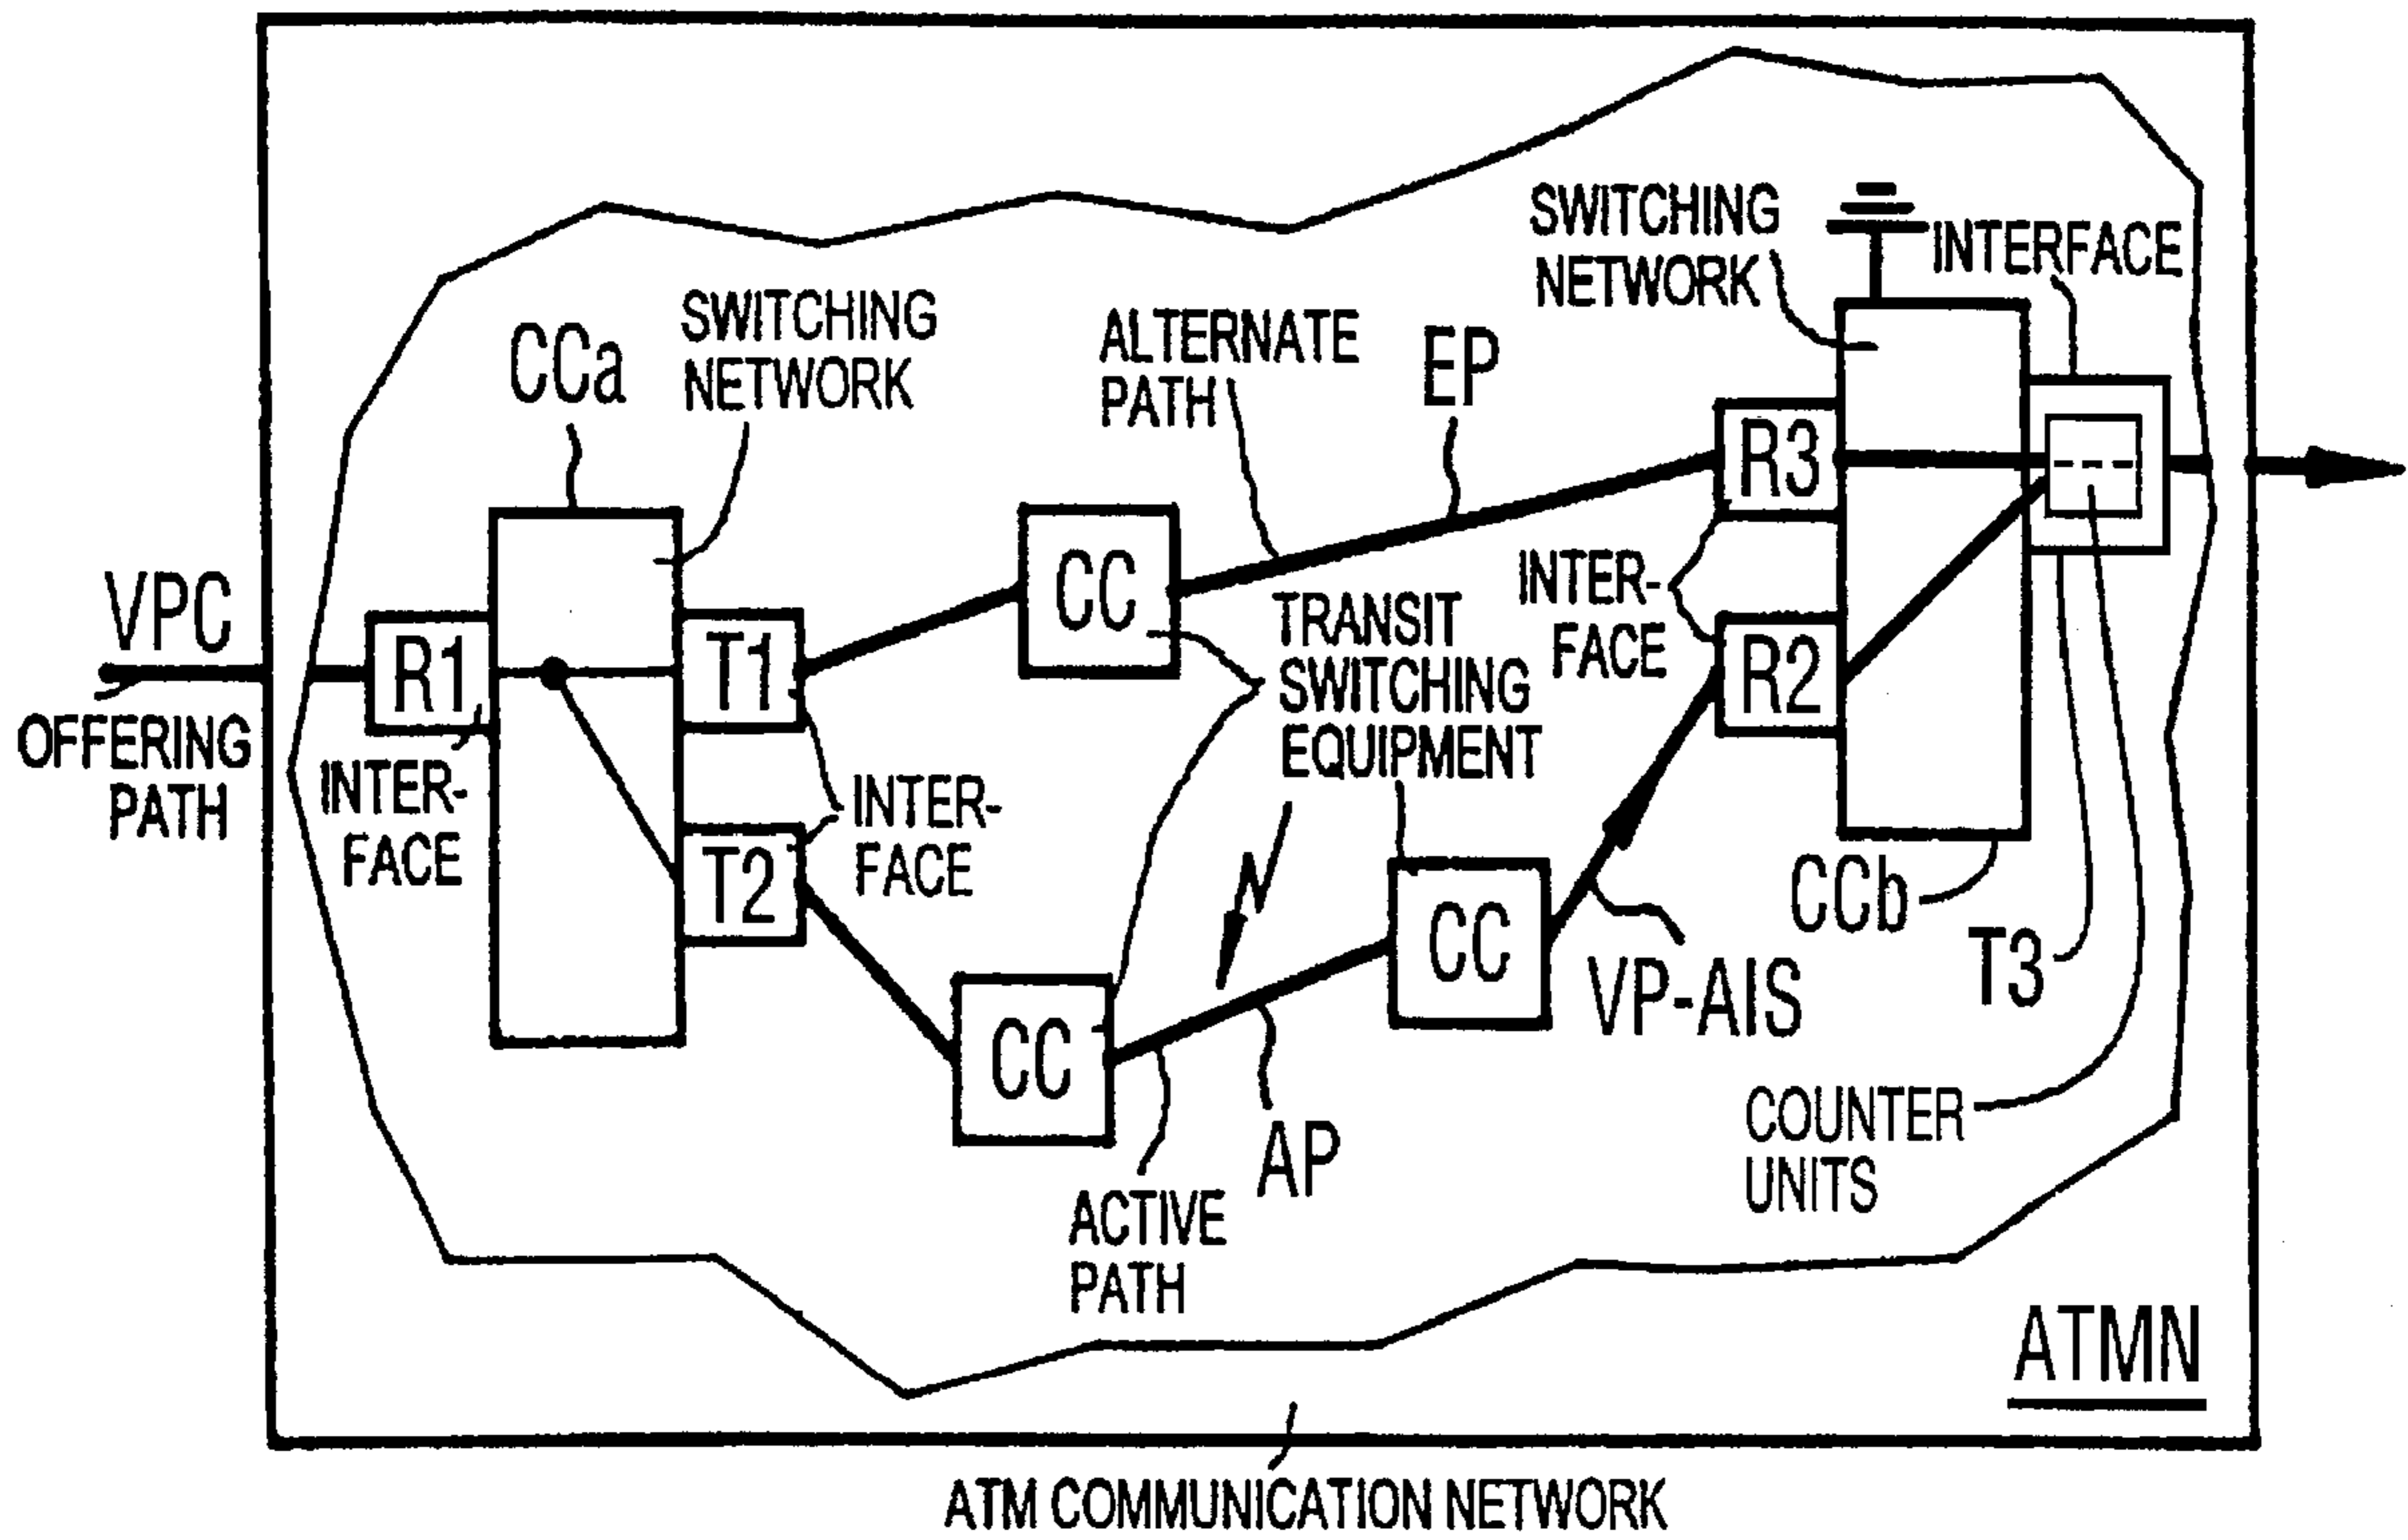 SWITCHING
NETWORK
INTERFACE
CCa
SWITCHING
NETWORK
ALTERNATE
PATH
EP
R3
VPC
OFFERING
PATH
R1
INTER-
FACE
T1
T2
INTER-
FACE
CC
TRANSIT
SWITCHING
EQUIPMENT
INTER-
FACE
R2
CC
CC
VP-AIS
CCb
T3
AP
ACTIVE
PATH
COUNTER
UNITS
ATMN
ATM COMMUNICATION NETWORK